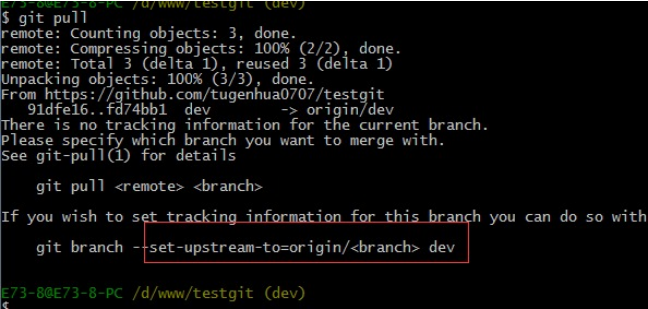 E73-8@E73-8-PC /d/www/testgit (dev)
$ git pull
remote: Counting objects: 3, done.
remote: Compressing objects: 100% (2/2), done.
remote: Total 3 (delta 1), reused 3 (delta 1)
Unpacking objects: 100% (3/3), done.
From https://github.com/tugenhua0707/testgit
   91dfe16..fd74bb1  dev        -> origin/dev
There is no tracking information for the current branch.
Please specify which branch you want to merge with.
See git-pull(1) for details

    git pull <remote> <branch>

If you wish to set tracking information for this branch you can do so with

    git branch --set-upstream-to=origin/<branch> dev

E73-8@E73-8-PC /d/www/testgit (dev)
$